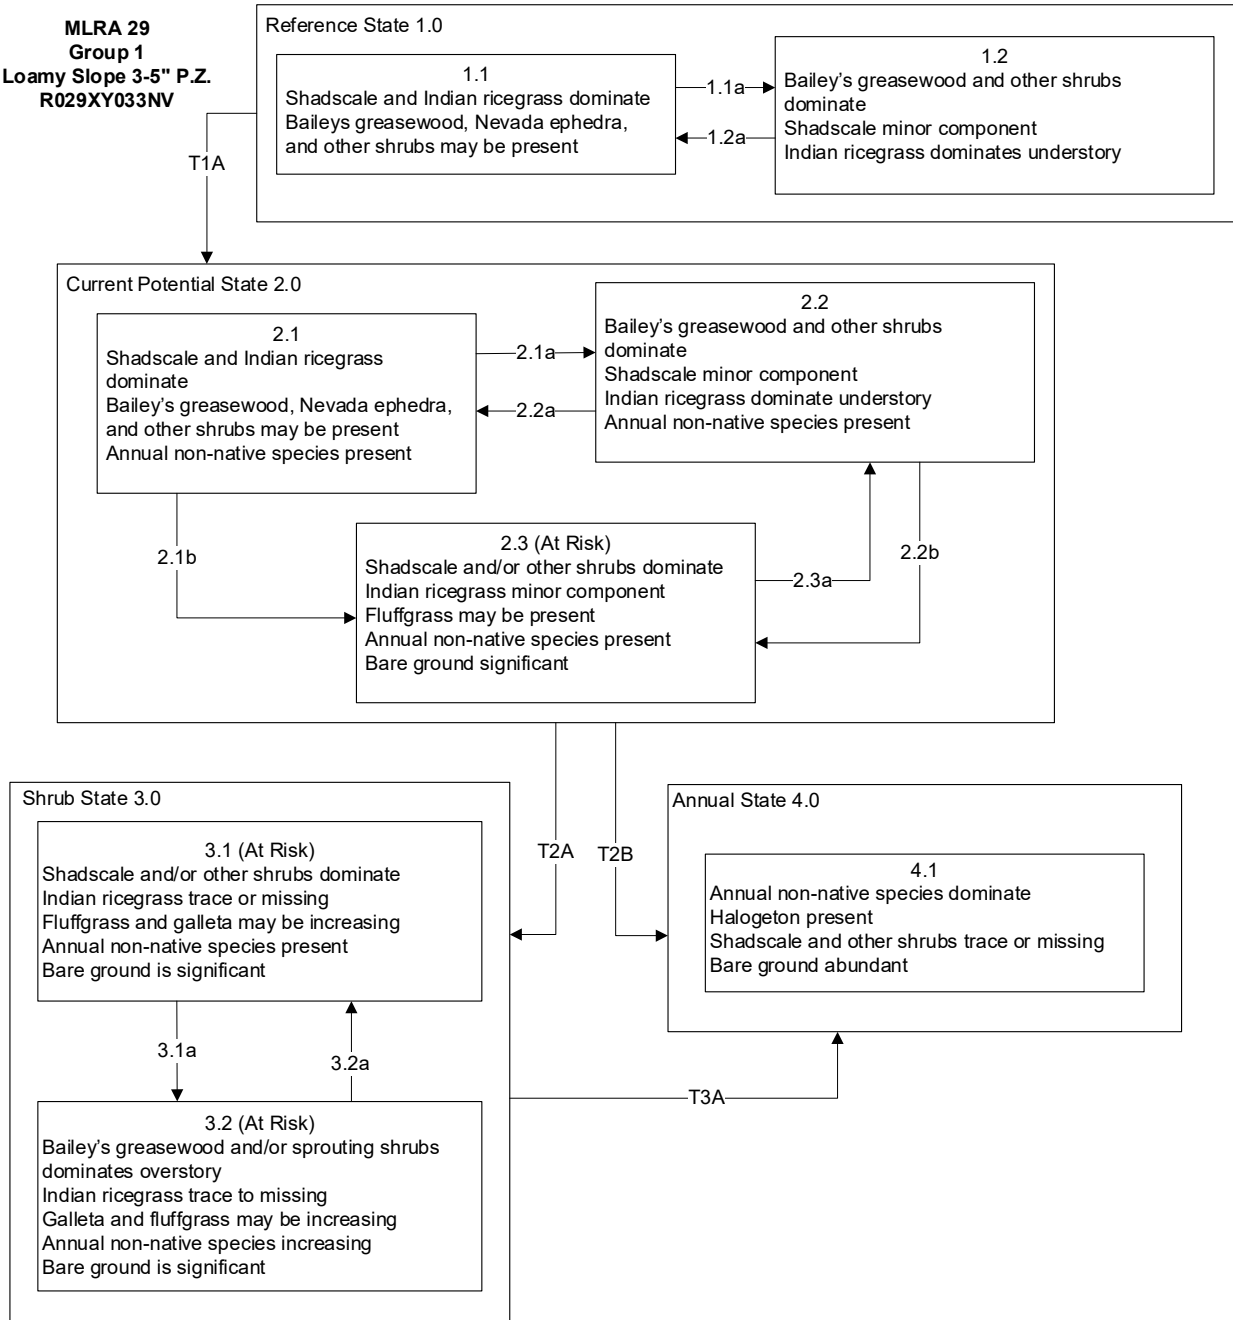 MLRA 29
Group 1
Loamy Slope 3-5" P.Z.
R029XY033NV
Reference State 1.0
1.1
Shadscale and Indian ricegrass dominate
Baileys greasewood, Nevada ephedra,
and other shrubs may be present
1.1a
1.2a
1.2
Bailey's greasewood and other shrubs
dominate
Shadscale minor component
Indian ricegrass dominates understory
T1A
Current Potential State 2.0
2.1
Shadscale and Indian ricegrass
dominate
Bailey's greasewood, Nevada ephedra,
and other shrubs may be present
Annual non-native species present
2.1a
2.2a
2.2
Bailey's greasewood and other shrubs
dominate
Shadscale minor component
Indian ricegrass dominate understory
Annual non-native species present
2.1b
2.3 (At Risk)
Shadscale and/or other shrubs dominate
Indian ricegrass minor component
Fluffgrass may be present
Annual non-native species present
Bare ground significant
2.3a
2.2b
T2A
T2B
Shrub State 3.0
3.1 (At Risk)
Shadscale and/or other shrubs dominate
Indian ricegrass trace or missing
Fluffgrass and galleta may be increasing
Annual non-native species present
Bare ground is significant
3.1a
3.2a
3.2 (At Risk)
Bailey's greasewood and/or sprouting shrubs
dominates overstory
Indian ricegrass trace to missing
Galleta and fluffgrass may be increasing
Annual non-native species increasing
Bare ground is significant
T3A
Annual State 4.0
4.1
Annual non-native species dominate
Halogeton present
Shadscale and other shrubs trace or missing
Bare ground abundant